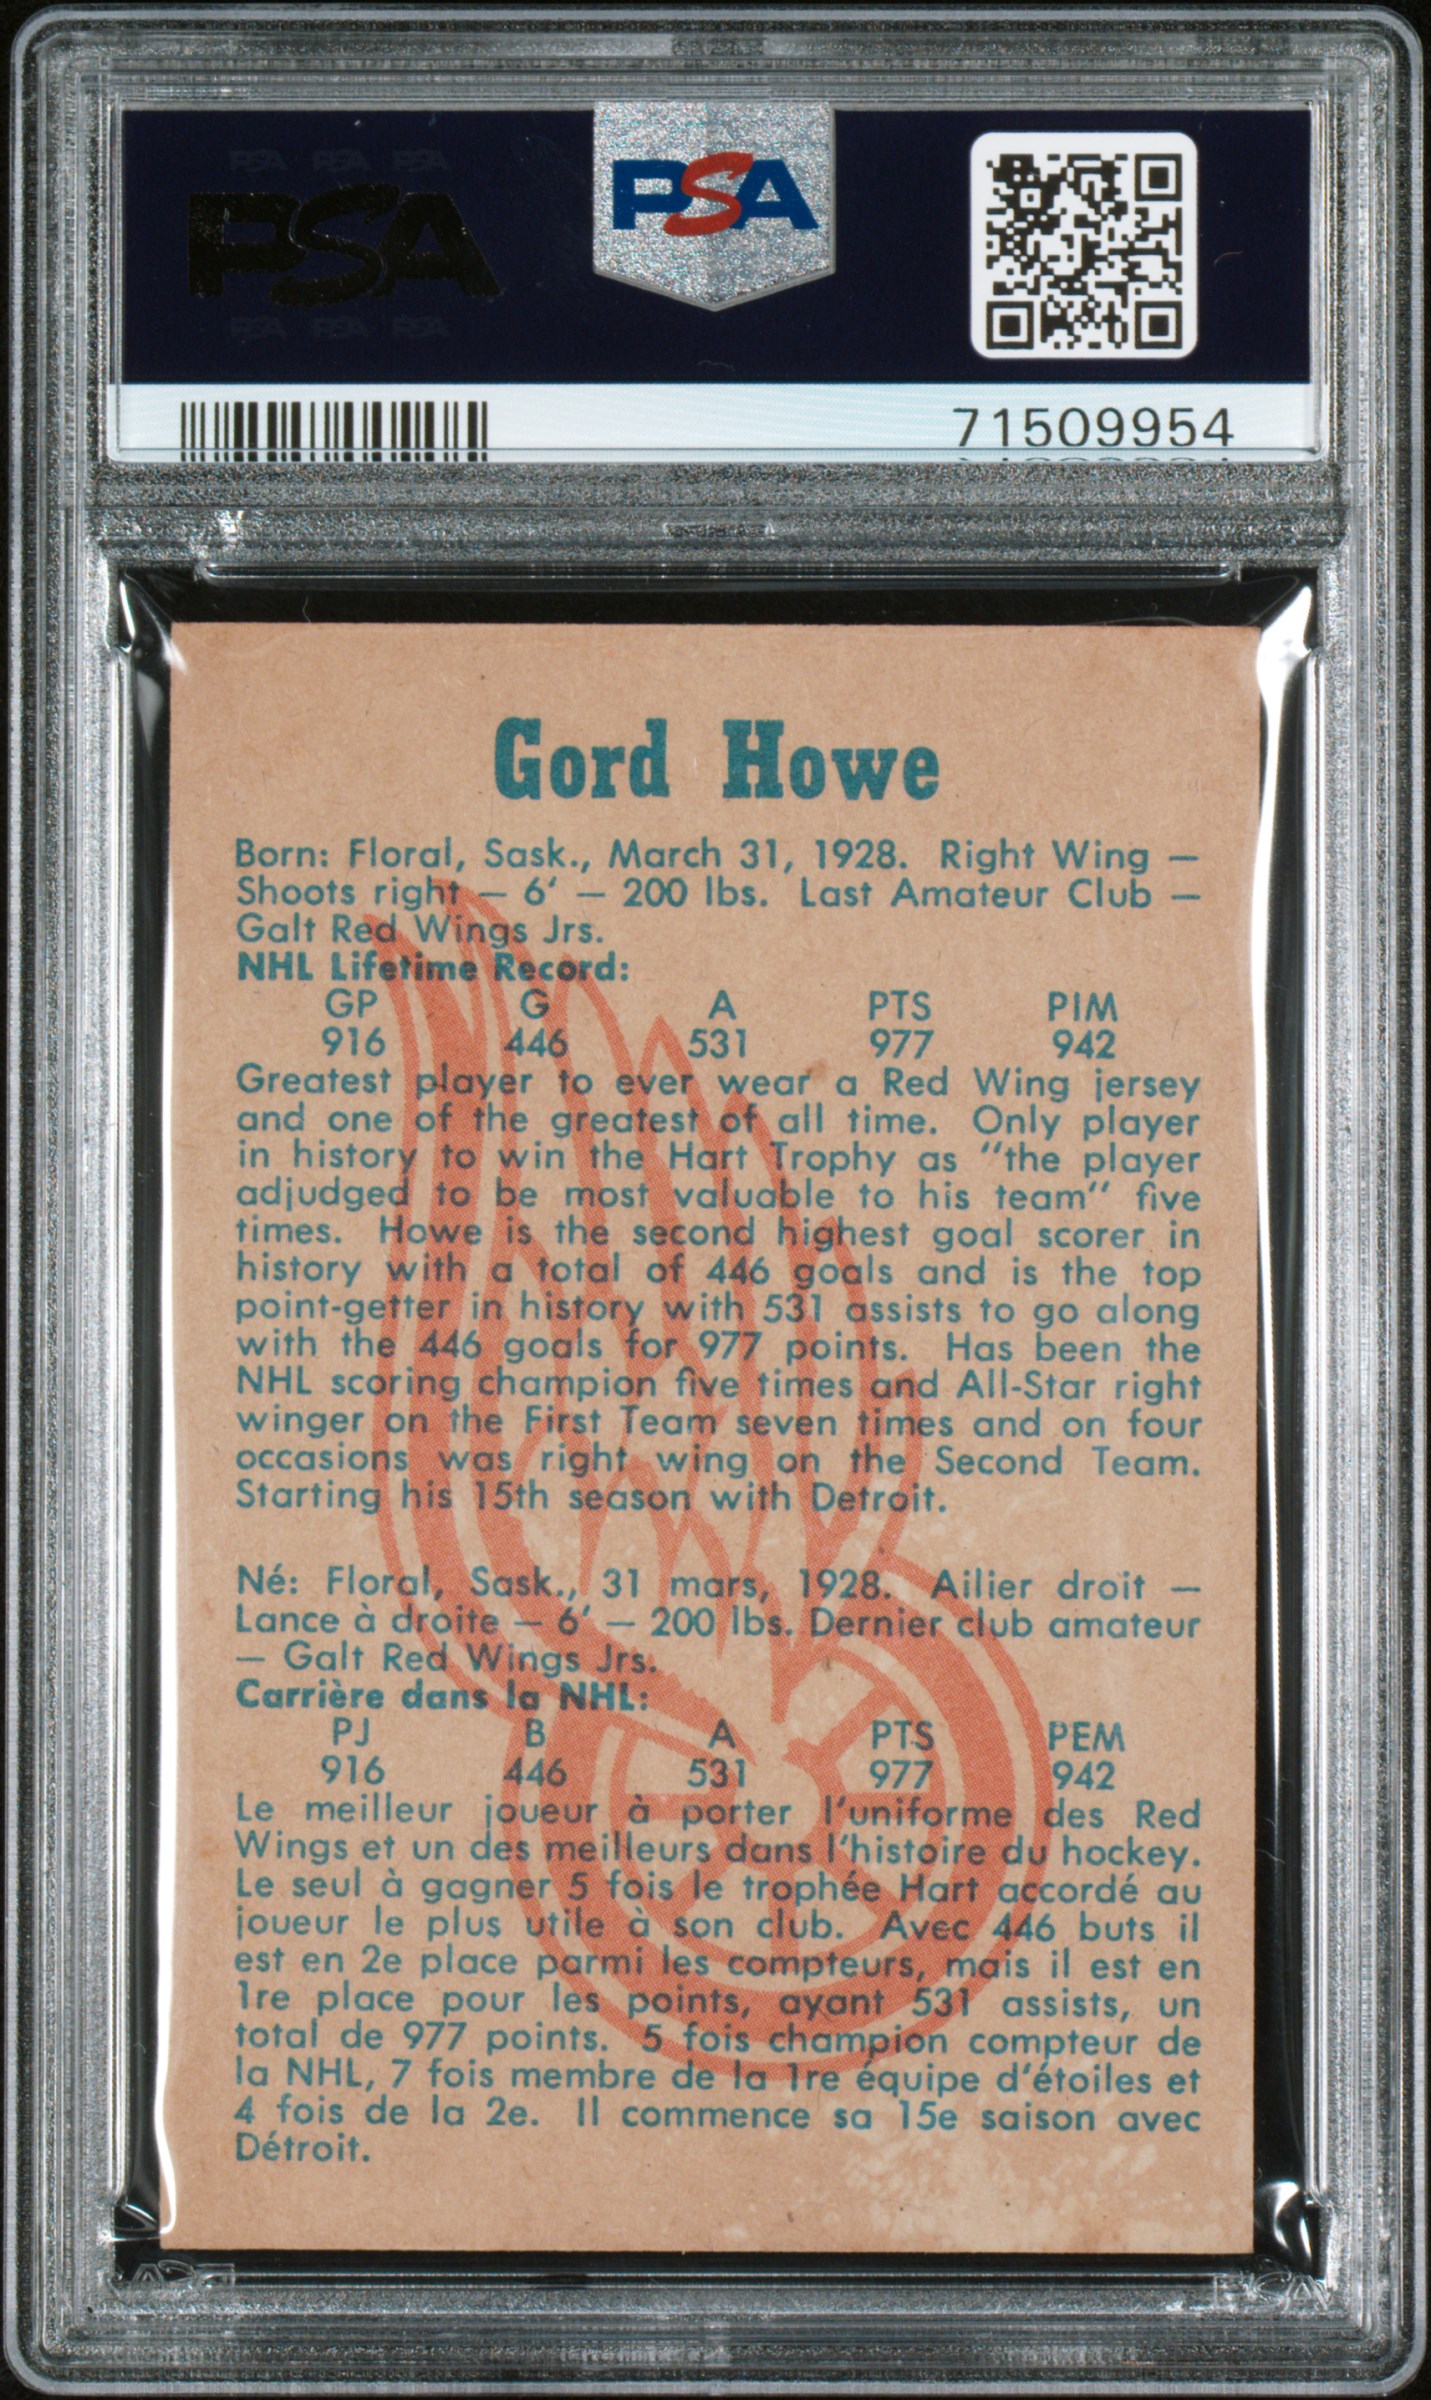 PSA PSA PSA
PSA
PSA PSA PSA
PSA
71509954
Gord Howe
Born: Floral, Sask., March 31, 1928. Right Wing —
Shoots right — 6' — 200 lbs. Last Amateur Club —
Galt Red Wings Jrs.
NHL Lifetime Record:
GP G A PTS PIM
916 446 531 977 942
Greatest player to ever wear a Red Wing jersey
and one of the greatest of all time. Only player
in history to win the Hart Trophy as "the player
adjudged to be most valuable to his team" five
times. Howe is the second highest goal scorer in
history with a total of 446 goals and is the top
point-getter in history with 531 assists to go along
with the 446 goals for 977 points. Has been the
NHL scoring champion five times and All-Star right
winger on the First Team seven times and on four
occasions was right wing on the Second Team.
Starting his 15th season with Detroit.
Né: Floral, Sask., 31 mars, 1928. Ailier droit —
Lance à droite — 6' — 200 lbs. Dernier club amateur
— Galt Red Wings Jrs.
Carrière dans la NHL:
PJ B A PTS PEM
916 446 531 977 942
Le meilleur joueur à porter l'uniforme des Red
Wings et un des meilleurs dans l'histoire du hockey.
Le seul à gagner 5 fois le trophée Hart accordé au
joueur le plus utile à son club. Avec 446 buts il
est en 2e place parmi les compteurs, mais il est en
1re place pour les points, ayant 531 assists, un
total de 977 points. 5 fois champion compteur de
la NHL, 7 fois membre de la 1re équipe d'étoiles et
4 fois de la 2e. Il commence sa 15e saison avec
Détroit.
PSA